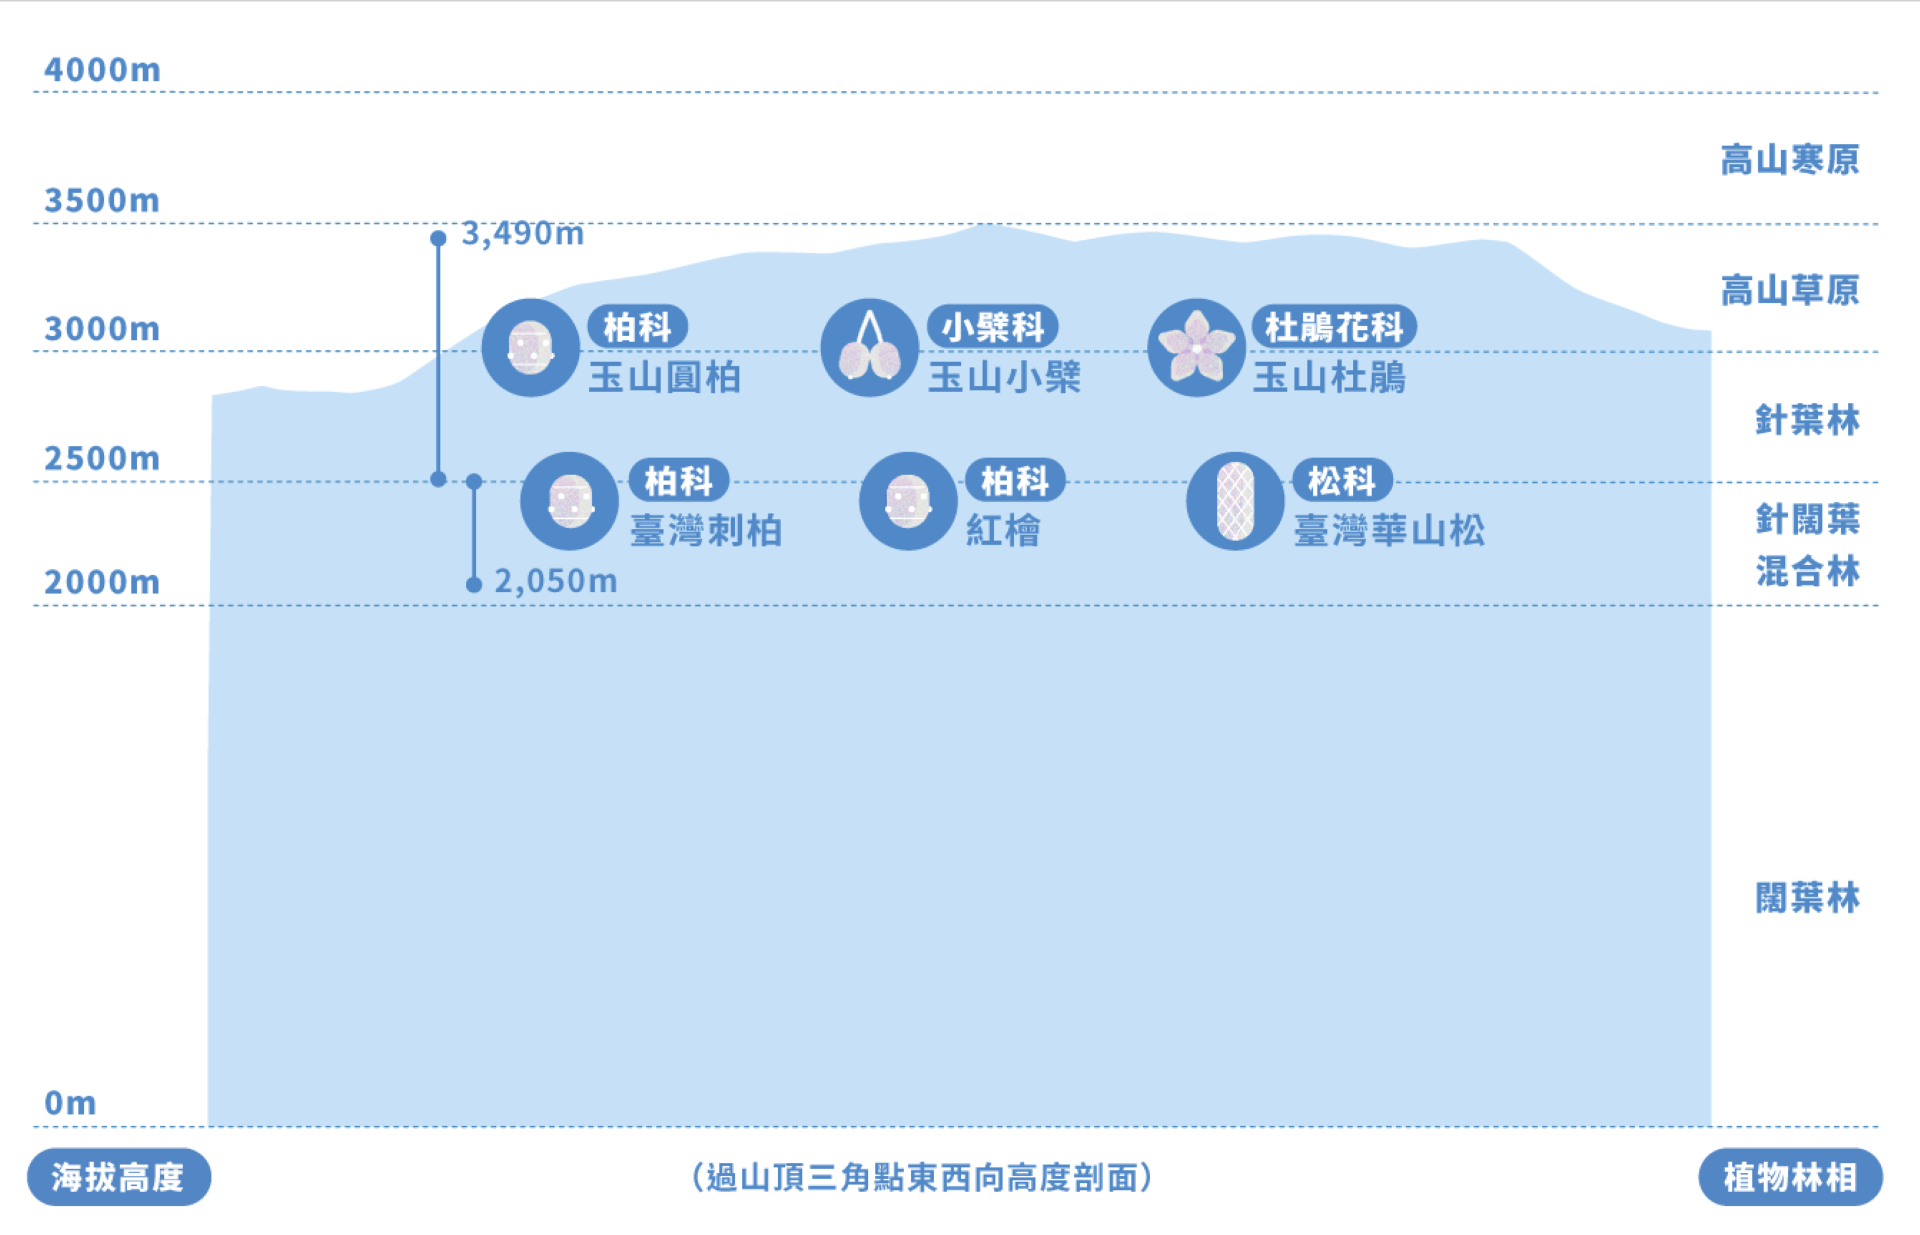 4000m
高山寒原
3500m
3,490m
高山草原
3000m
柏科
玉山圓柏
小檗科
玉山小檗
杜鵑花科
玉山杜鵑
針葉林
2500m
柏科
臺灣刺柏
柏科
紅檜
松科
臺灣華山松
針闊葉
混合林
2,050m
2000m
闊葉林
0m
海拔高度
（過山頂三角點東西向高度剖面）
植物林相